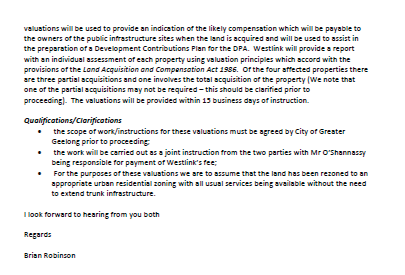 valuations will be used to provide an indication of the likely compensation which will be payable to
the owners of the public infrastructure sites when the land is acquired and will be used to assist in
the preparation of a Development Contributions Plan for the DPA.  Westlink will provide a report
with an individual assessment of each property using valuation principles which accord with the
provisions of the Land Acquisition and Compensation Act 1986.  Of the four affected properties there
are three partial acquisitions and one involves the total acquisition of the property (We note that
one of the partial acquisitions may not be required – this should be clarified prior to
proceeding).  The valuations will be provided within 15 business days of instruction.
Qualifications/Clarifications
• the scope of work/instructions for these valuations must be agreed by City of Greater
Geelong prior to proceeding;
• the work will be carried out as a joint instruction from the two parties with Mr O'Shannassy
being responsible for payment of Westlink's fee;
• For the purposes of these valuations we are to assume that the land has been rezoned to an
appropriate urban residential zoning with all usual services being available without the need
to extend trunk infrastructure.
I look forward to hearing from you both
Regards
Brian Robinson